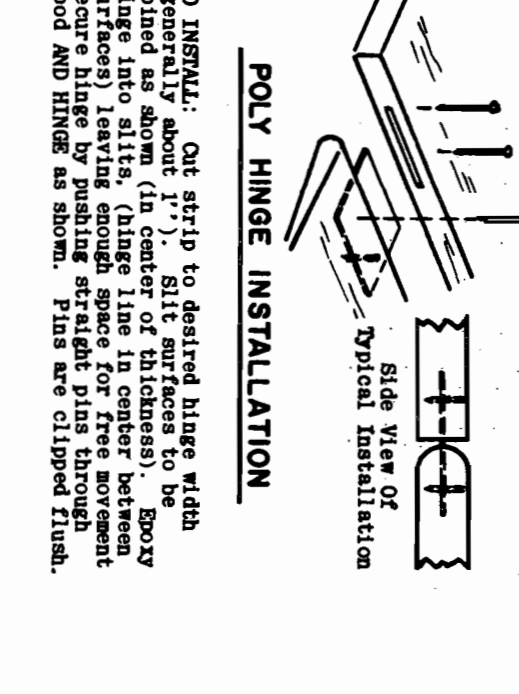 Side View Of
Typical Installation
POLY HINGE INSTALLATION
INSTALL: Cut strip to desired hinge width
generally about 1"). Slit surfaces to be
ined as shown (in center of thickness). Epoxy
inge into slits, (hinge line in center between
urfaces) leaving enough space for free movement
ecure hinge by pushing straight pins through
ood AND HINGE as shown. Pins are clipped flush.